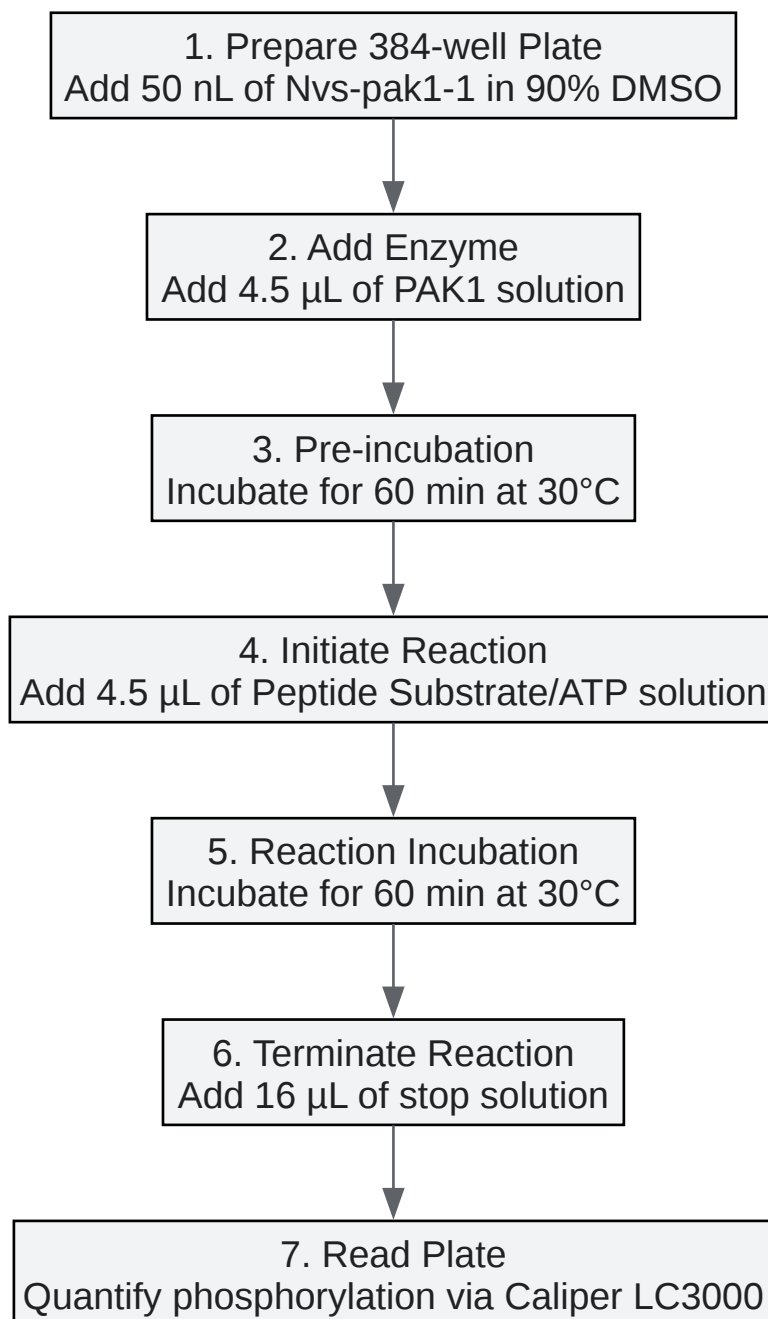 1. Prepare 384-well Plate
Add 50 nL of Nvs-pak1-1 in 90% DMSO
2. Add Enzyme
Add 4.5 µL of PAK1 solution
3. Pre-incubation
Incubate for 60 min at 30°C
4. Initiate Reaction
Add 4.5 µL of Peptide Substrate/ATP solution
5. Reaction Incubation
Incubate for 60 min at 30°C
6. Terminate Reaction
Add 16 µL of stop solution
7. Read Plate
Quantify phosphorylation via Caliper LC3000